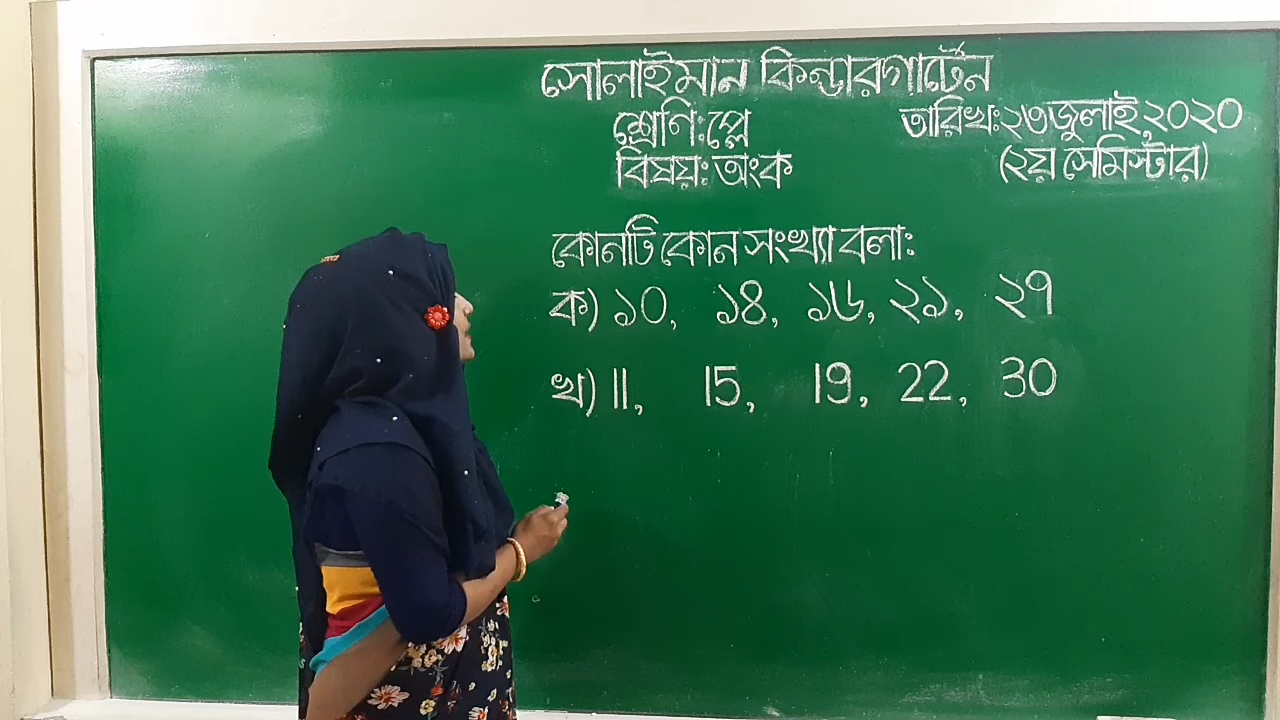 সোলাইমান কিন্ডারগার্টেন
শ্রেণি:প্লে
তারিখ:২৩জুলাই,২০২০
বিষয়:অংক
(২য় সেমিস্টার)
কোনটি কোন সংখ্যা বলা:
ক) ১০, ১৪, ১৬, ২১, ২৭
খ) 11, 15, 19, 22, 30